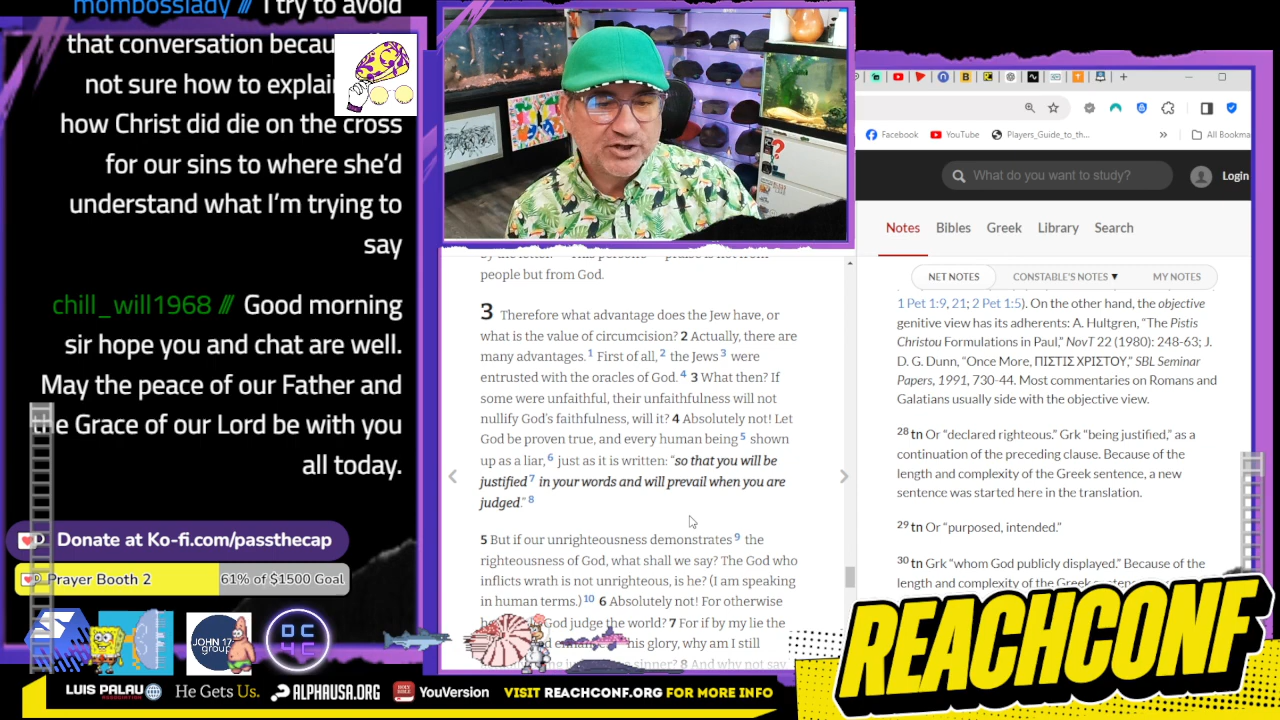 mombosslady /// I try to avoid
that conversation
not sure how to explain
how Christ did die on the cross
for our sins to where she'd
understand what I'm trying to
say
chill_will1968 /// Good morning
sir hope you and chat are well.
May the peace of our Father and
the Grace of our Lord be with you
all today.
Donate at Ko-fi.com/passthecap
Prayer Booth 2
61% of $1500 Goal
JOHN 17
group
people but from God.
3 Therefore what advantage does the Jew have, or
what is the value of circumcision? 2 Actually, there are
many advantages. 1 First of all, 2 the Jews 3 were
entrusted with the oracles of God. 4 3 What then? If
some were unfaithful, their unfaithfulness will not
nullify God's faithfulness, will it? 4 Absolutely not! Let
God be proven true, and every human being 5 shown
up as a liar, 6 just as it is written: "so that you will be
justified 7 in your words and will prevail when you are
judged." 8
5 But if our unrighteousness demonstrates 9 the
righteousness of God, what shall we say? The God who
inflicts wrath is not unrighteous, is he? (I am speaking
in human terms.) 10 6 Absolutely not! For otherwise
God judge the world? 7 For if by my lie the
his glory, why am I still
sinner? 8 And why not say,
Facebook
YouTube
Players_Guide_to_th...
»
All Bookma
What do you want to study?
Login
Notes
Bibles
Greek
Library
Search
NET NOTES
CONSTABLE'S NOTES ▼
MY NOTES
1 Pet 1:9, 21; 2 Pet 1:5). On the other hand, the objective
genitive view has its adherents: A. Hultgren, "The Pistis
Christou Formulations in Paul," NovT 22 (1980): 248-63; J.
D. G. Dunn, "Once More, ΠΙΣΤΙΣ ΧΡΙΣΤΟΥ," SBL Seminar
Papers, 1991, 730-44. Most commentaries on Romans and
Galatians usually side with the objective view.
28 tn Or "declared righteous." Grk "being justified," as a
continuation of the preceding clause. Because of the
length and complexity of the Greek sentence, a new
sentence was started here in the translation.
29 tn Or "purposed, intended."
30 tn Grk "whom God publicly displayed." Because of the
length and complexity of the Greek sentence, a new
REACHCONF
LUIS PALAU
He Gets Us.
ALPHAUSA.ORG
HOLY BIBLE
YouVersion
VISIT REACHCONF.ORG FOR MORE INFO